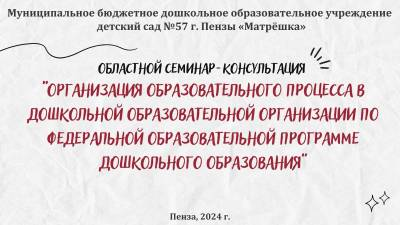 Муниципальное бюджетное дошкольное образовательное учреждение
детский сад №57 г. Пензы «Матрёшка»
ОБЛАСТНОЙ СЕМИНАР-КОНСУЛЬТАЦИЯ
"ОРГАНИЗАЦИЯ ОБРАЗОВАТЕЛЬНОГО ПРОЦЕССА В
ДОШКОЛЬНОЙ ОБРАЗОВАТЕЛЬНОЙ ОРГАНИЗАЦИИ ПО
ФЕДЕРАЛЬНОЙ ОБРАЗОВАТЕЛЬНОЙ ПРОГРАММЕ
ДОШКОЛЬНОГО ОБРАЗОВАНИЯ"
Пенза, 2024 г.